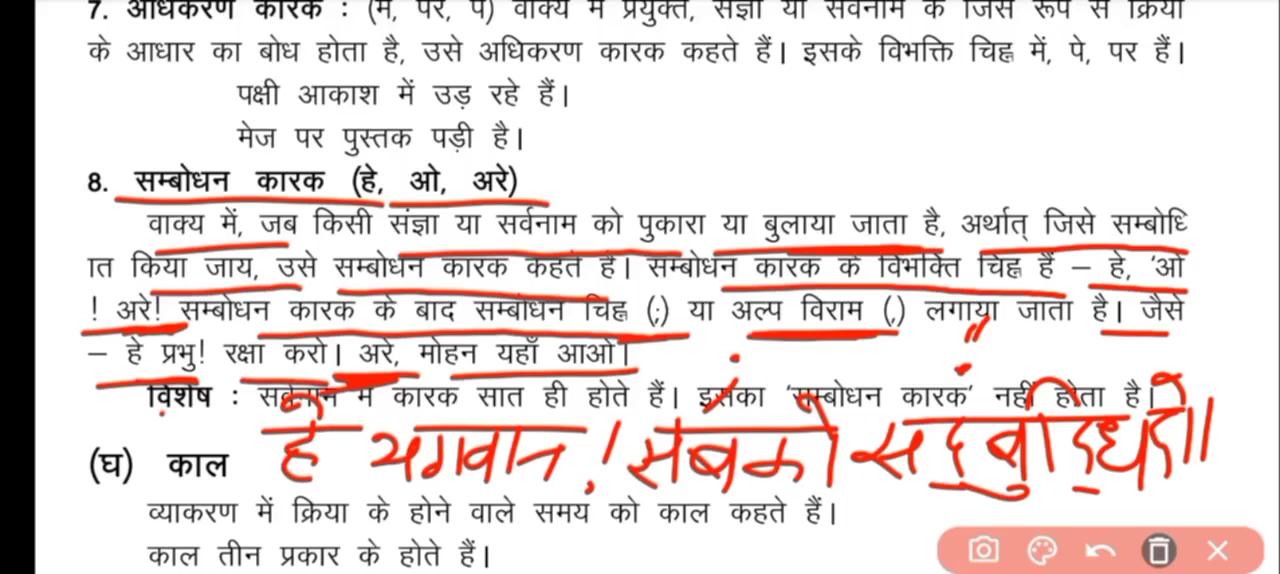 7. अधिकरण कारक : (में, पर, पे) वाक्य में प्रयुक्त, संज्ञा या सर्वनाम के जिस रूप से क्रिया
के आधार का बोध होता है, उसे अधिकरण कारक कहते हैं। इसके विभक्ति चिह्न में, पे, पर हैं।
पक्षी आकाश में उड़ रहे हैं।
मेज पर पुस्तक पड़ी है।
8. सम्बोधन कारक (हे, ओ, अरे)
वाक्य में, जब किसी संज्ञा या सर्वनाम को पुकारा या बुलाया जाता है, अर्थात् जिसे सम्बोधि
ात किया जाय, उसे सम्बोधन कारक कहते हैं। सम्बोधन कारक के विभक्ति चिह्न हैं – हे, 'ओ
! अरे! सम्बोधन कारक के बाद सम्बोधन चिह्न (;) या अल्प विराम (,) लगाया जाता है। जैसे
– हे प्रभु! रक्षा करो। अरे, मोहन यहाँ आओ।
विशेष : सर्वनाम में कारक सात ही होते हैं। इसका 'सम्बोधन कारक' नहीं होता है।
हे भगवान ! सबको सद्बुद्धि दो।
(घ) काल
व्याकरण में क्रिया के होने वाले समय को काल कहते हैं।
काल तीन प्रकार के होते हैं।